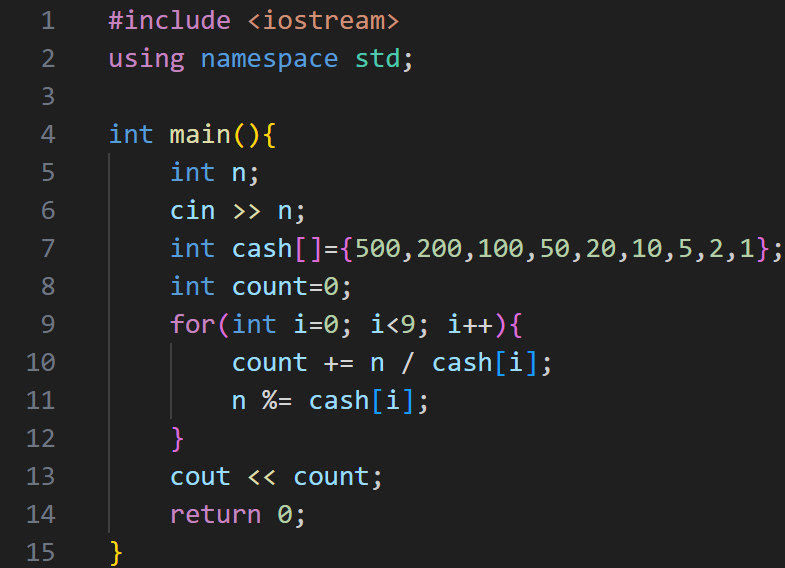 1 #include <iostream>
2 using namespace std;
3
4 int main(){
5     int n;
6     cin >> n;
7     int cash[]={500,200,100,50,20,10,5,2,1};
8     int count=0;
9     for(int i=0; i<9; i++){
10         count += n / cash[i];
11         n %= cash[i];
12     }
13     cout << count;
14     return 0;
15 }